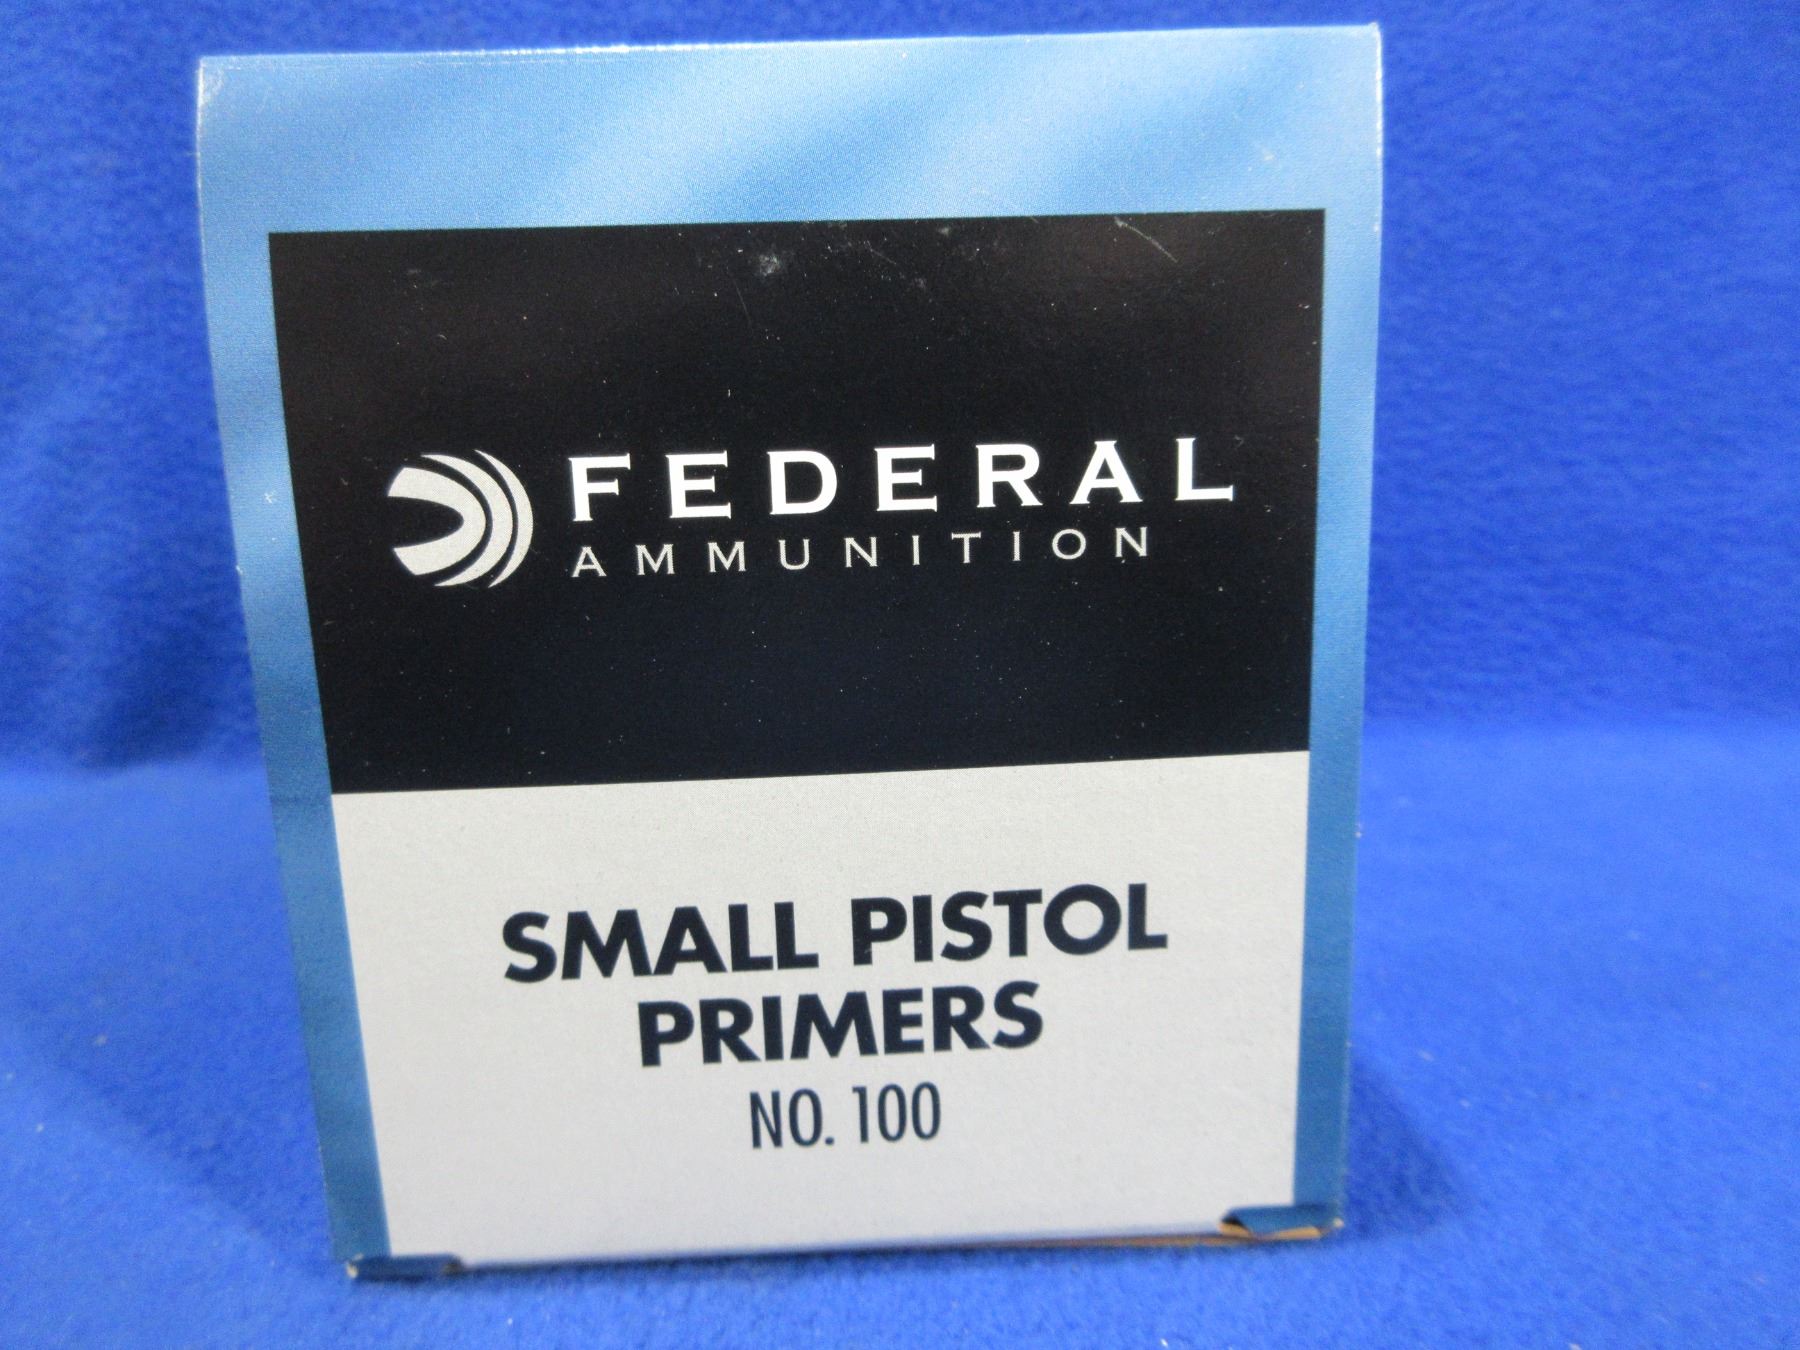 FEDERAL
AMMUNITION
SMALL PISTOL
PRIMERS
NO. 100